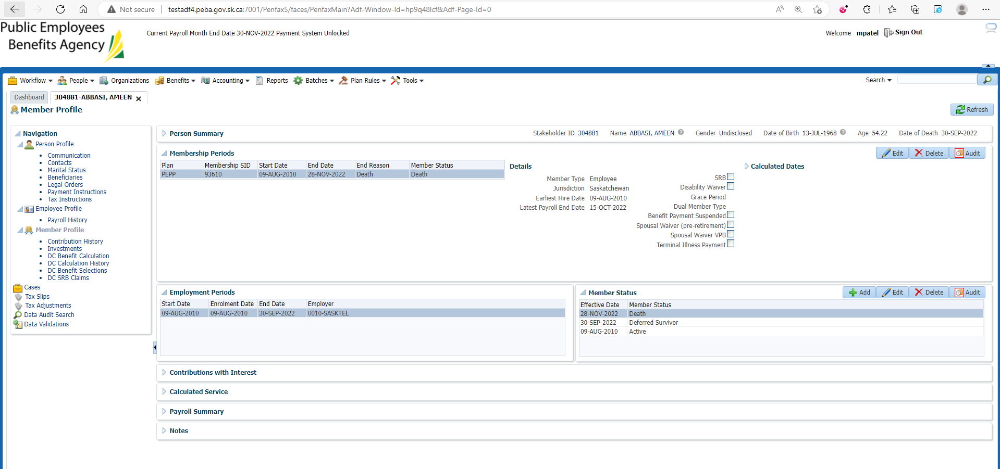 Not secure testadf4.peba.gov.sk.ca:7001/Penfax5/faces/PenfaxMain?Adf-Window-Id=hp9q48lcf&Adf-Page-Id=0
Public Employees
Benefits Agency
Current Payroll Month End Date 30-NOV-2022 Payment System Unlocked
Welcome mpatel Sign Out
Workflow People Organizations Benefits Accounting Reports Batches Plan Rules Tools Search
Dashboard 304881-ABBASI, AMEEN
Member Profile
Refresh
Navigation
Person Profile
Communication
Contacts
Marital Status
Beneficiaries
Legal Orders
Payment Instructions
Tax Instructions
Employee Profile
Payroll History
Member Profile
Contribution History
Investments
DC Benefit Calculation
DC Calculation History
DC Benefit Selections
DC SRB Claims
Cases
Tax Slips
Tax Adjustments
Data Audit Search
Data Validations
Person Summary Stakeholder ID 304881 Name ABBASI, AMEEN Gender Undisclosed Date of Birth 13-JUL-1968 Age 54.22 Date of Death 30-SEP-2022
Membership Periods Edit Delete Audit
Plan Membership SID Start Date End Date End Reason Member Status
PEPP 93610 09-AUG-2010 28-NOV-2022 Death Death
Details
Member Type Employee
Jurisdiction Saskatchewan
Earliest Hire Date 09-AUG-2010
Latest Payroll End Date 15-OCT-2022
SRB
Disability Waiver
Grace Period
Dual Member Type
Benefit Payment Suspended
Spousal Waiver (pre-retirement)
Spousal Waiver VPB
Terminal Illness Payment
Calculated Dates
Employment Periods
Start Date Enrolment Date End Date Employer
09-AUG-2010 09-AUG-2010 30-SEP-2022 0010-SASKTEL
Member Status Add Edit Delete Audit
Effective Date Member Status
28-NOV-2022 Death
30-SEP-2022 Deferred Survivor
09-AUG-2010 Active
Contributions with Interest
Calculated Service
Payroll Summary
Notes